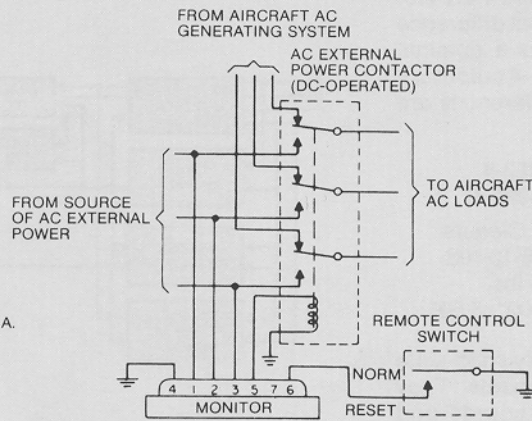 FROM AIRCRAFT AC
GENERATING SYSTEM
AC EXTERNAL
POWER CONTACTOR
(DC-OPERATED)
FROM SOURCE
OF AC EXTERNAL
POWER
TO AIRCRAFT
AC LOADS
A.
REMOTE CONTROL
SWITCH
NORM
RESET
4 1 2 3 5 7 6
MONITOR